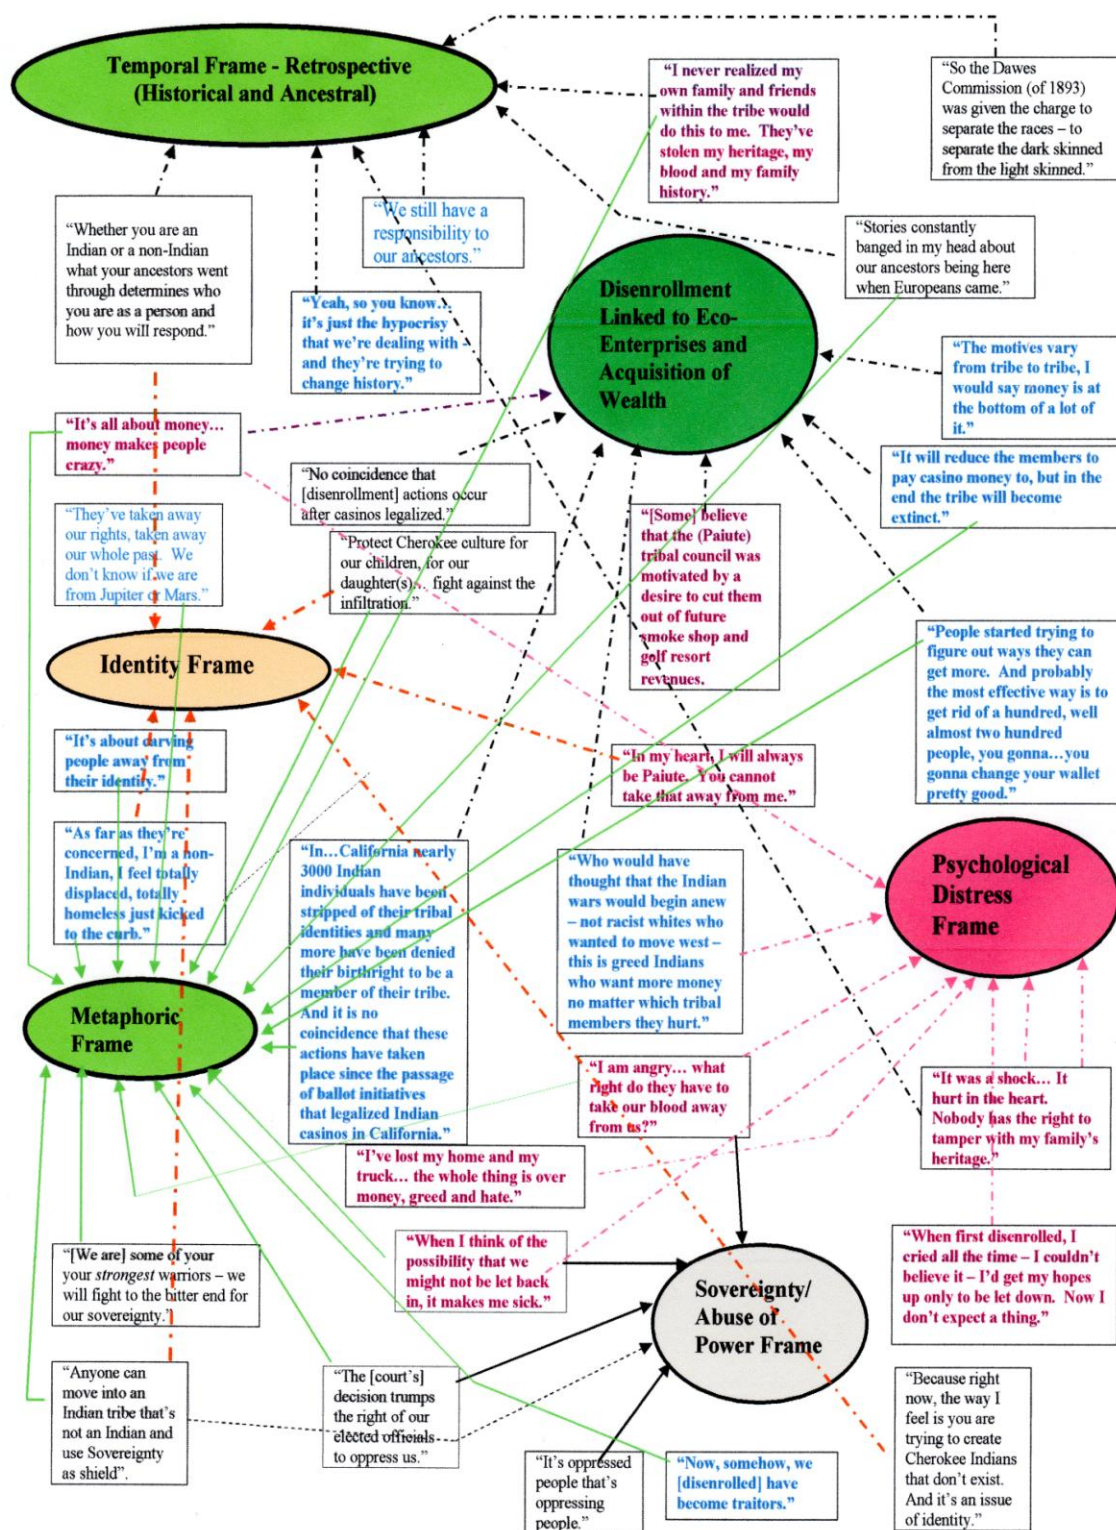 Temporal Frame - Retrospective
(Historical and Ancestral)
“I never realized my
own family and friends
within the tribe would
do this to me. They’ve
stolen my heritage, my
blood and my family
history.”
“So the Dawes
Commission (of 1893)
was given the charge to
separate the races – to
separate the dark skinned
from the light skinned.”
“Whether you are an
Indian or a non-Indian
what your ancestors went
through determines who
you are as a person and
how you will respond.”
“We still have a
responsibility to
our ancestors.”
“Stories constantly
banged in my head about
our ancestors being here
when Europeans came.”
“Yeah, so you know…
it’s just the hypocrisy
that we’re dealing with -
and they’re trying to
change history.”
Disenrollment
Linked to Eco-
Enterprises and
Acquisition of
Wealth
“The motives vary
from tribe to tribe, I
would say money is at
the bottom of a lot of
it.”
“It’s all about money…
money makes people
crazy.”
“No coincidence that
[disenrollment] actions occur
after casinos legalized.”
“It will reduce the members to
pay casino money to, but in the
end the tribe will become
extinct.”
“They’ve taken away
our rights, taken away
our whole past. We
don’t know if we are
from Jupiter or Mars.”
“Protect Cherokee culture for
our children, for our
daughter(s)… fight against the
infiltration.”
“[Some] believe
that the (Paiute)
tribal council was
motivated by a
desire to cut them
out of future
smoke shop and
golf resort
revenues.
“People started trying to
figure out ways they can
get more. And probably
the most effective way is to
get rid of a hundred, well
almost two hundred
people, you gonna…you
gonna change your wallet
pretty good.”
Identity Frame
“It’s about carving
people away from
their identity.”
“In my heart, I will always
be Paiute. You cannot
take that away from me.”
“As far as they’re
concerned, I’m a non-
Indian, I feel totally
displaced, totally
homeless just kicked
to the curb.”
“In… California nearly
3000 Indian
individuals have been
stripped of their tribal
identities and many
more have been denied
their birthright to be a
member of their tribe.
And it is no
coincidence that these
actions have taken
place since the passage
of ballot initiatives
that legalized Indian
casinos in California.”
“Who would have
thought that the Indian
wars would begin anew
– not racist whites who
wanted to move west –
this is greed Indians
who want more money
no matter which tribal
members they hurt.”
Psychological
Distress
Frame
Metaphoric
Frame
“I am angry… what
right do they have to
take our blood away
from us?”
“It was a shock… It
hurt in the heart.
Nobody has the right to
tamper with my family’s
heritage.”
“I’ve lost my home and my
truck… the whole thing is over
money, greed and hate.”
“[We are] some of your
your strongest warriors – we
will fight to the bitter end for
our sovereignty.”
“When I think of the
possibility that we
might not be let back
in, it makes me sick.”
Sovereignty/
Abuse of
Power Frame
“When first disenrolled, I
cried all the time – I couldn’t
believe it – I’d get my hopes
up only to be let down. Now I
don’t expect a thing.”
“Anyone can
move into an
Indian tribe that’s
not an Indian and
use Sovereignty
as shield”.
“The [court’s]
decision trumps
the right of our
elected officials
to oppress us.”
“It’s oppressed
people that’s
oppressing
people.”
“Now, somehow, we
[disenrolled] have
become traitors.”
“Because right
now, the way I
feel is you are
trying to create
Cherokee Indians
that don’t exist.
And it’s an issue
of identity.”